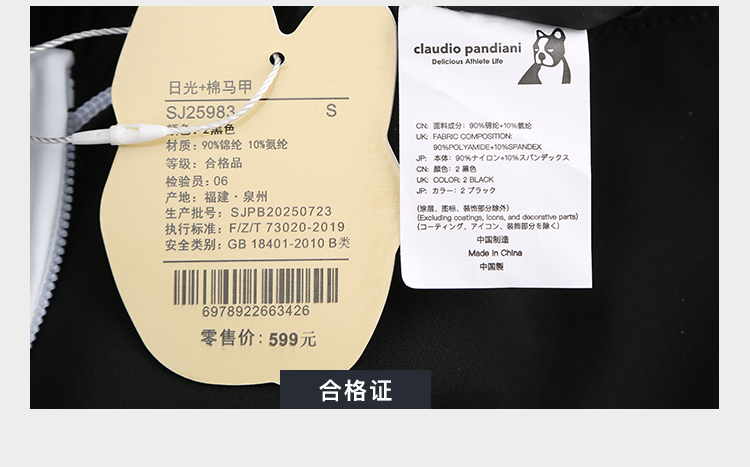 日光+棉马甲
SJ25983 S
颜色：2黑色
材质：90%锦纶 10%氨纶
等级：合格品
检验员：06
产地：福建·泉州
生产批号：SJPB20250723
执行标准：F/Z/T 73020-2019
安全类别：GB 18401-2010 B类
6978922663426
零售价：599元
claudio pandiani
Delicious Athlete Life
CN: 面料成分：90%锦纶+10%氨纶
UK: FABRIC COMPOSITION:
90%POLYAMIDE+10%SPANDEX
JP: 本体：90%ナイロン+10%スパンデックス
CN: 颜色：2 黑色
UK: COLOR: 2 BLACK
JP: カラー：2 ブラック
(涂层、图标、装饰部分除外)
(Excluding coatings, icons, and decorative parts)
(コーティング、アイコン、装飾部分を除く)
中国制造
Made in China
中国製
合格证